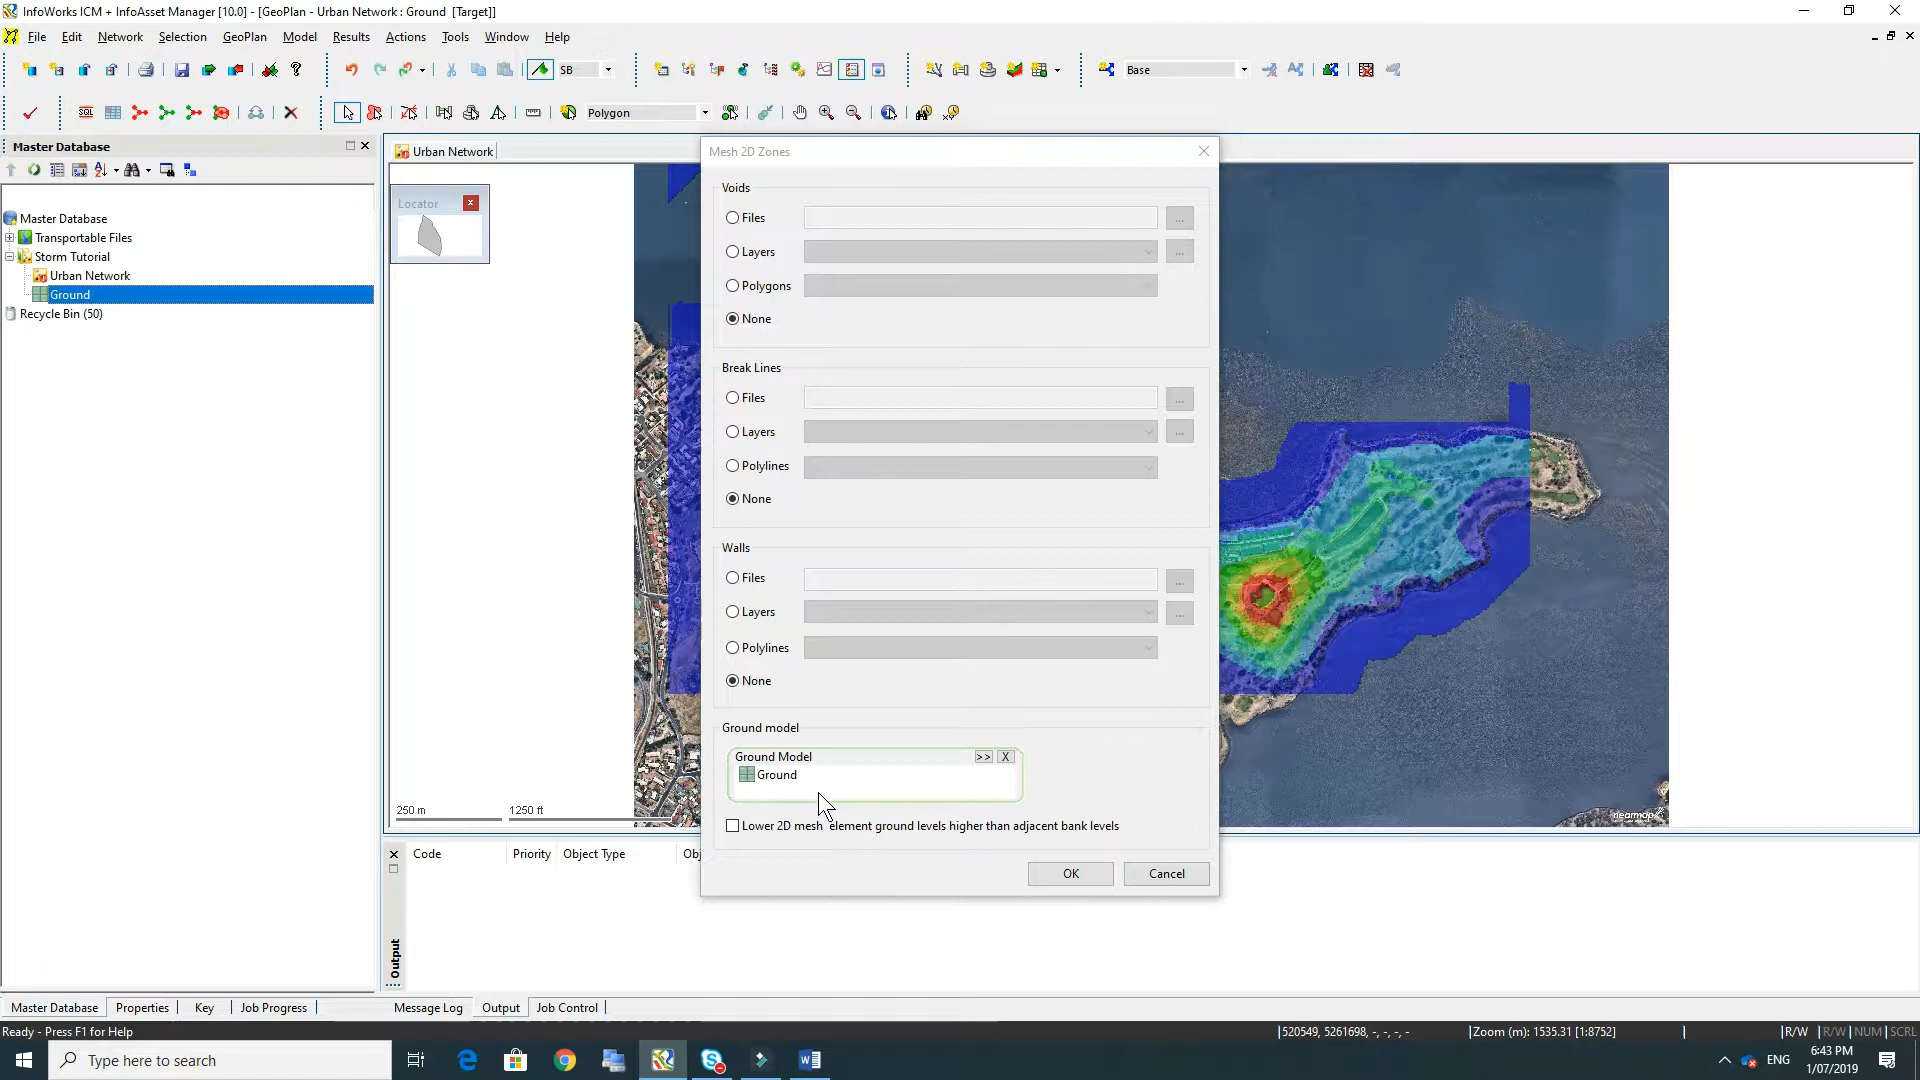 InfoWorks ICM + InfoAsset Manager [10.0] - [GeoPlan - Urban Network : Ground  [Target]]
File Edit Network Selection GeoPlan Model Results Actions Tools Window Help
SB Base
SQL Polygon
Master Database
Urban Network
Mesh 2D Zones
Locator
Master Database
Transportable Files
Storm Tutorial
Urban Network
Ground
Recycle Bin (50)
Voids
Files ...
Layers ...
Polygons
None
Break Lines
Files ...
Layers ...
Polylines
None
Walls
Files ...
Layers ...
Polylines
None
Ground model
Ground Model >> X
Ground
Lower 2D mesh element ground levels higher than adjacent bank levels
OK Cancel
250 m 1250 ft
nearmap
Code Priority Object Type Obj
Output
Master Database Properties Key Job Progress Message Log Output Job Control
Ready - Press F1 for Help 520549, 5261698, -, -, -, - Zoom (m): 1535.31 [1:8752] R/W R/W NUM SCRL
Type here to search ENG 6:43 PM
1/07/2019